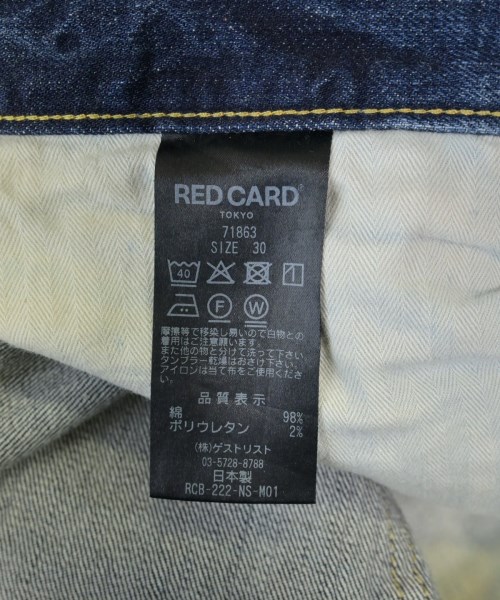 RED CARD®
TOKYO
71863
SIZE 30
40
F W
摩擦等で移染し易いので白物との
着用はご注意願います。
また他の物と分けて洗って下さい
タンブラー乾燥はお避け下さい。
アイロンは当て布をご使用くださ
い。
品質表示
綿 98%
ポリウレタン 2%
(株)ゲストリスト
03-5728-8788
日本製
RCB-222-NS-M01